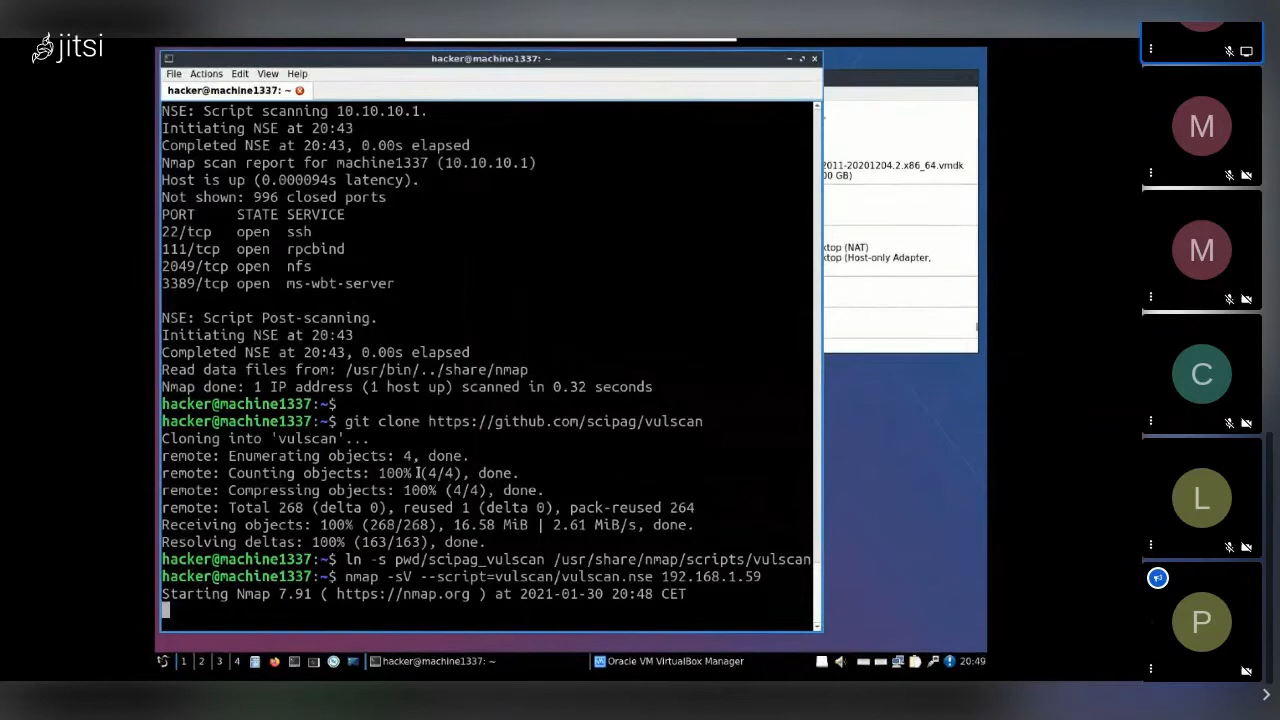 jitsi
hacker@machine1337: ~
File Actions Edit View Help
hacker@machine1337: ~
NSE: Script scanning 10.10.10.1.
Initiating NSE at 20:43
Completed NSE at 20:43, 0.00s elapsed
Nmap scan report for machine1337 (10.10.10.1)
Host is up (0.000094s latency).
Not shown: 996 closed ports
PORT STATE SERVICE
22/tcp open ssh
111/tcp open rpcbind
2049/tcp open nfs
3389/tcp open ms-wbt-server
NSE: Script Post-scanning.
Initiating NSE at 20:43
Completed NSE at 20:43, 0.00s elapsed
Read data files from: /usr/bin/../share/nmap
Nmap done: 1 IP address (1 host up) scanned in 0.32 seconds
hacker@machine1337:~$
hacker@machine1337:~$ git clone https://github.com/scipag/vulscan
Cloning into 'vulscan'...
remote: Enumerating objects: 4, done.
remote: Counting objects: 100% (4/4), done.
remote: Compressing objects: 100% (4/4), done.
remote: Total 268 (delta 0), reused 1 (delta 0), pack-reused 264
Receiving objects: 100% (268/268), 16.58 MiB | 2.61 MiB/s, done.
Resolving deltas: 100% (163/163), done.
hacker@machine1337:~$ ln -s pwd/scipag_vulscan /usr/share/nmap/scripts/vulscan
hacker@machine1337:~$ nmap -sV --script=vulscan/vulscan.nse 192.168.1.59
Starting Nmap 7.91 ( https://nmap.org ) at 2021-01-30 20:48 CET
2011-20201204.2.x86_64.vmdk
00 GB)
ktop (NAT)
ktop (Host-only Adapter,
1 2 3 4 hacker@machine1337: ~ Oracle VM VirtualBox Manager 20:49
M
M
C
L
P